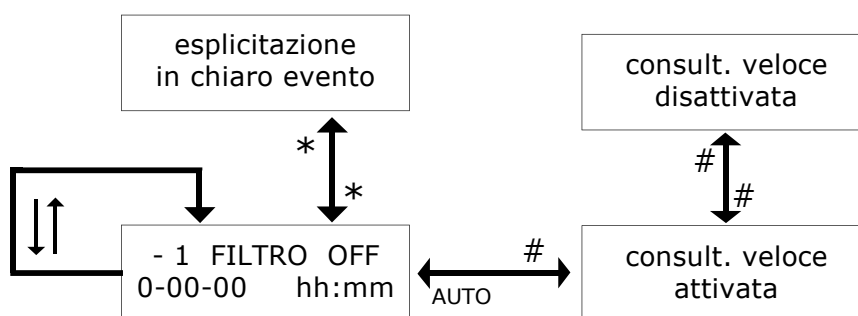 esplicitazione
in chiaro evento
consult. veloce
disattivata
*
*
#
#
- 1 FILTRO OFF
0-00-00 hh:mm
#
AUTO
consult. veloce
attivata